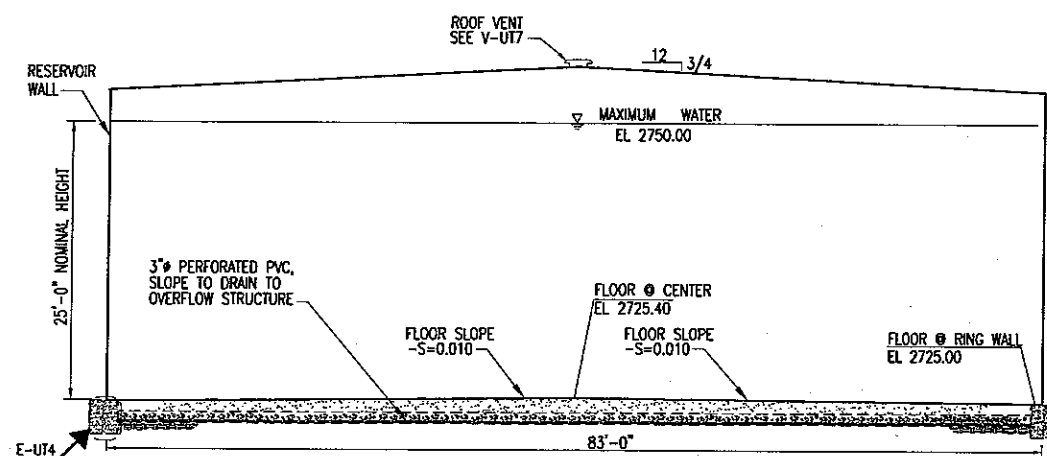 ROOF VENT
SEE V-UT7
12
3/4
RESERVOIR
WALL
MAXIMUM WATER
EL 2750.00
25'-0" NOMINAL HEIGHT
3"ø PERFORATED PVC,
SLOPE TO DRAIN TO
OVERFLOW STRUCTURE
FLOOR @ CENTER
EL 2725.40
FLOOR SLOPE
-S=0.010
FLOOR SLOPE
-S=0.010
FLOOR @ RING WALL
EL 2725.00
E-UT4
83'-0"